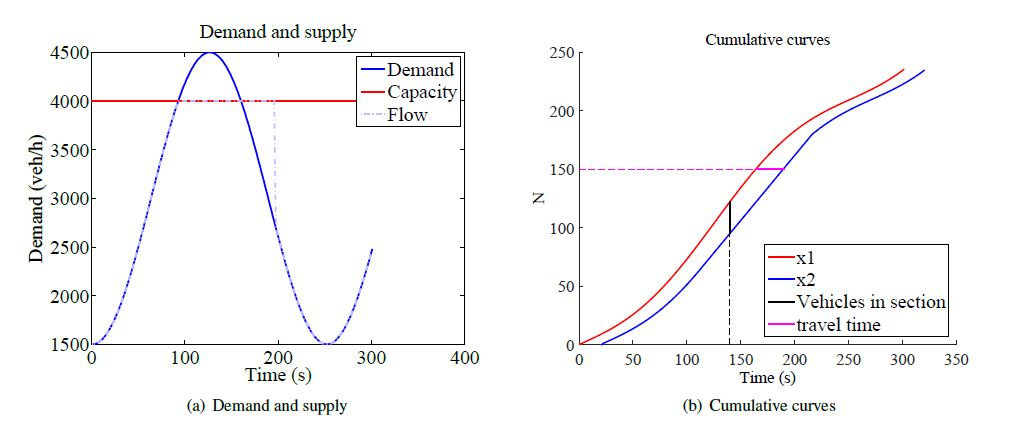 Demand and supply
4500
4000
3500
3000
2500
2000
1500
Demand (veh/h)
0
100
200
300
400
Time (s)
Demand
Capacity
Flow
(a) Demand and supply
Cumulative curves
250
200
150
100
50
0
N
0
50
100
150
200
250
300
350
Time (s)
x1
x2
Vehicles in section
travel time
(b) Cumulative curves